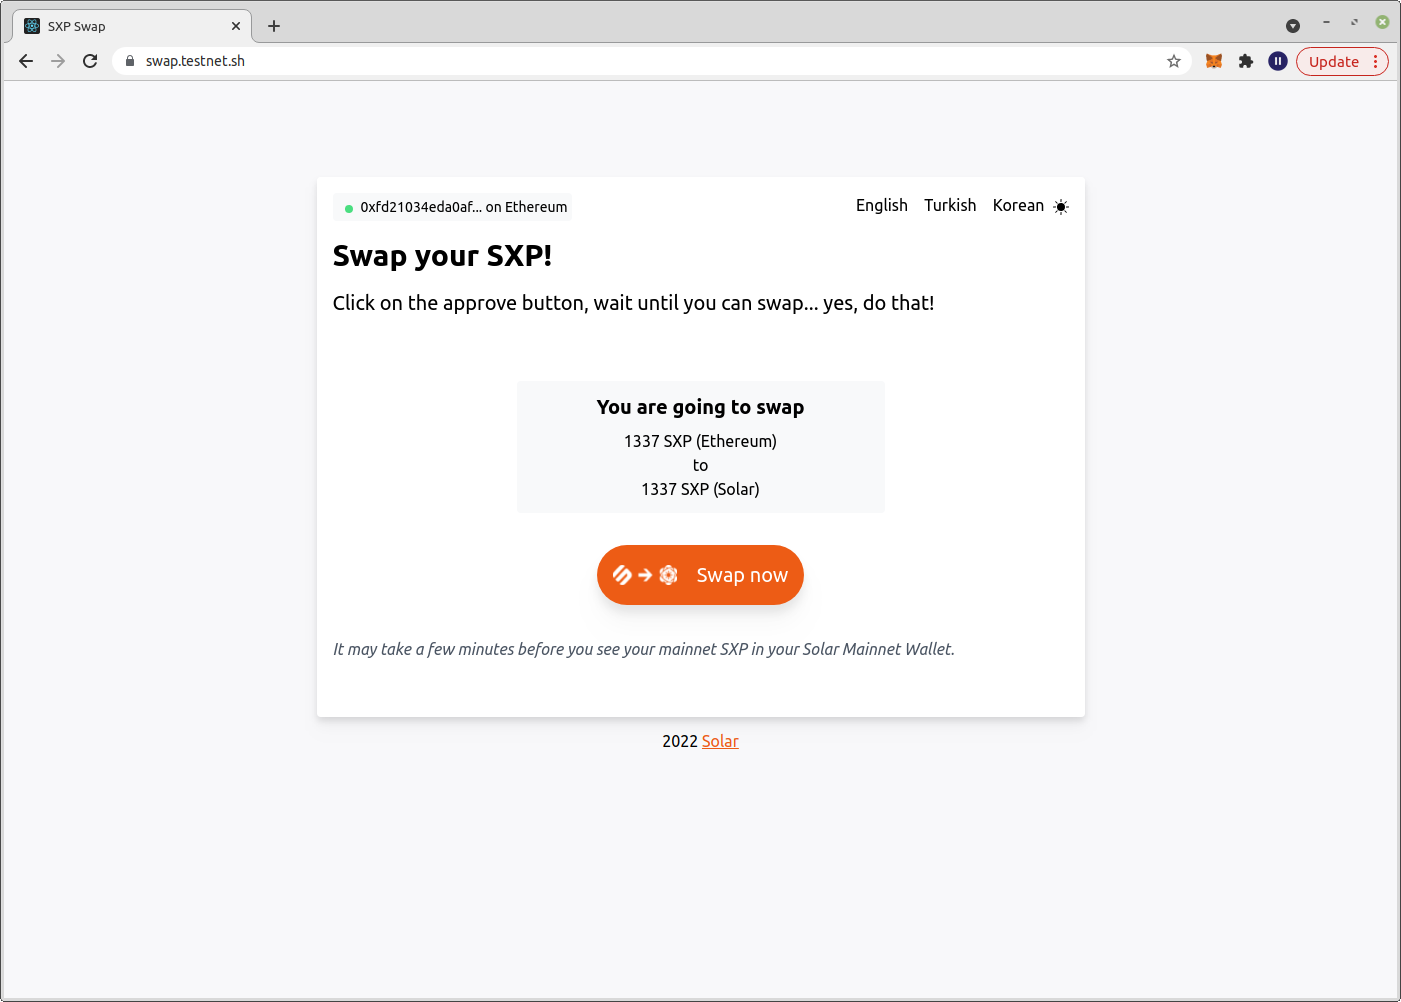 SXP Swap
swap.testnet.sh
Update
0xfd21034eda0af... on Ethereum
English Turkish Korean
Swap your SXP!
Click on the approve button, wait until you can swap... yes, do that!
You are going to swap
1337 SXP (Ethereum)
to
1337 SXP (Solar)
Swap now
It may take a few minutes before you see your mainnet SXP in your Solar Mainnet Wallet.
2022 Solar